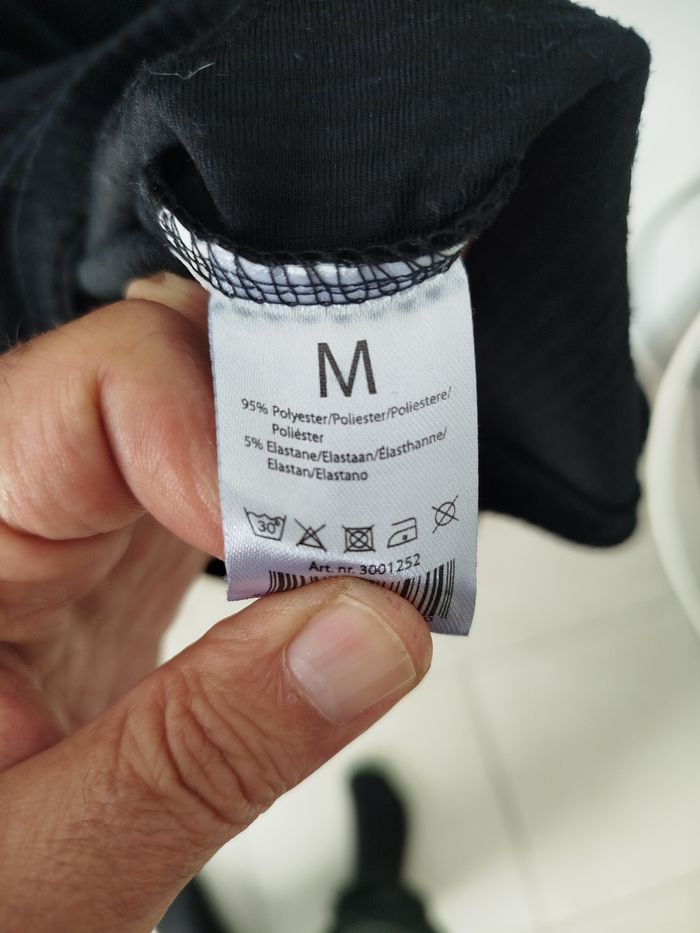 M
95% Polyester/Poliester/Poliestere/
Poliéster
5% Elastane/Elastaan/Élasthanne/
Elastan/Elastano
30°
Art. nr. 3001252